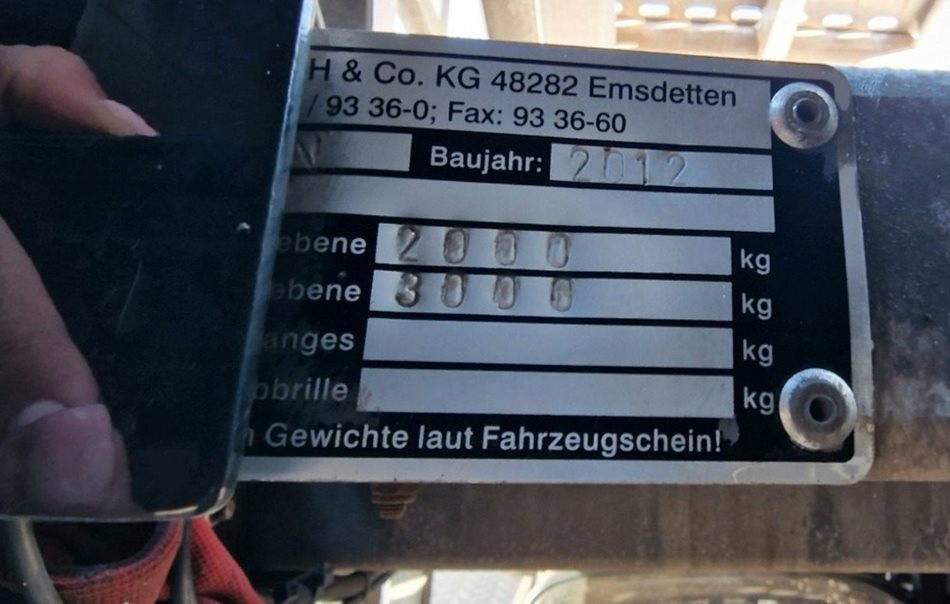 H & Co. KG 48282 Emsdetten
/ 93 36-0; Fax: 93 36-60
N Baujahr: 2012
ebene 2000 kg
ebene 3000 kg
anges kg
bbrille kg
n Gewichte laut Fahrzeugschein!